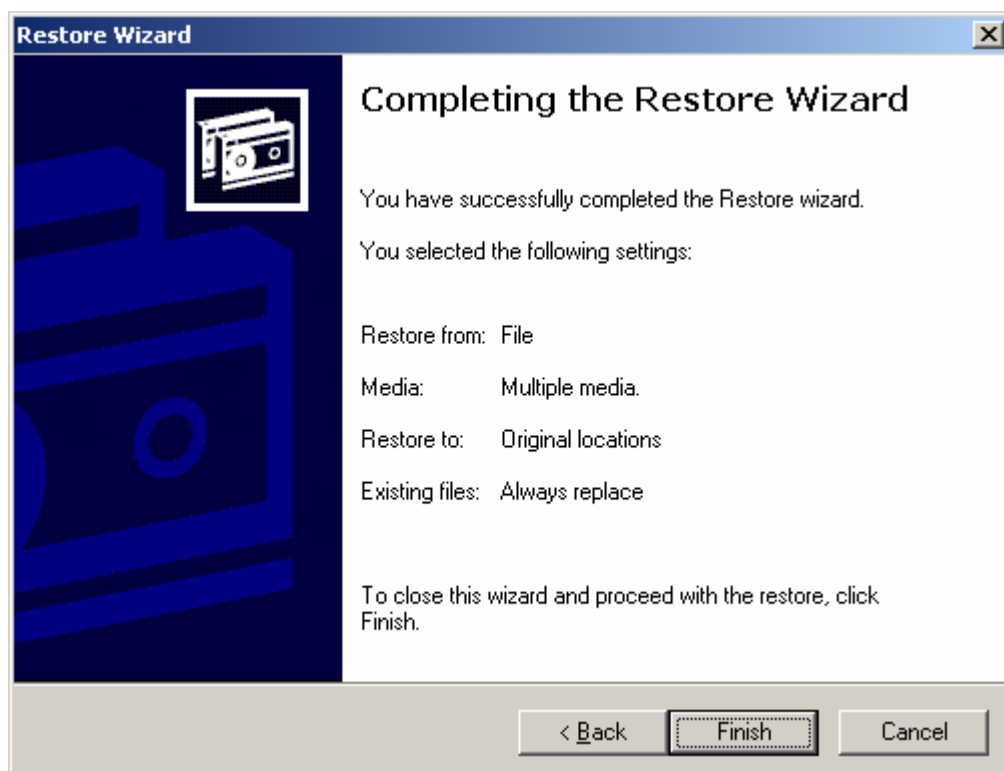 Restore Wizard
Completing the Restore Wizard
You have successfully completed the Restore wizard.
You selected the following settings:
Restore from: File
Media: Multiple media.
Restore to: Original locations
Existing files: Always replace
To close this wizard and proceed with the restore, click
Finish.
< Back Finish Cancel